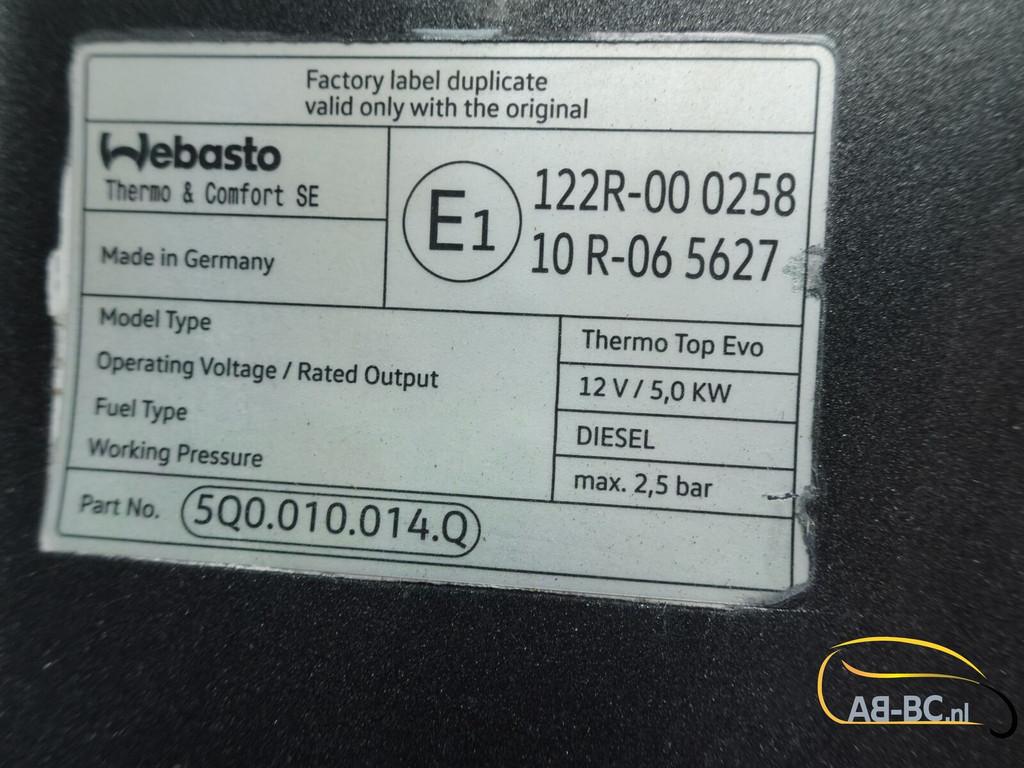 Factory label duplicate
valid only with the original
Webasto
Thermo & Comfort SE
Made in Germany
E1
122R-00 0258
10 R-06 5627
Model Type
Thermo Top Evo
Operating Voltage / Rated Output
12 V / 5,0 KW
Fuel Type
DIESEL
Working Pressure
max. 2,5 bar
Part No. 5Q0.010.014.Q
AB-BC.nl